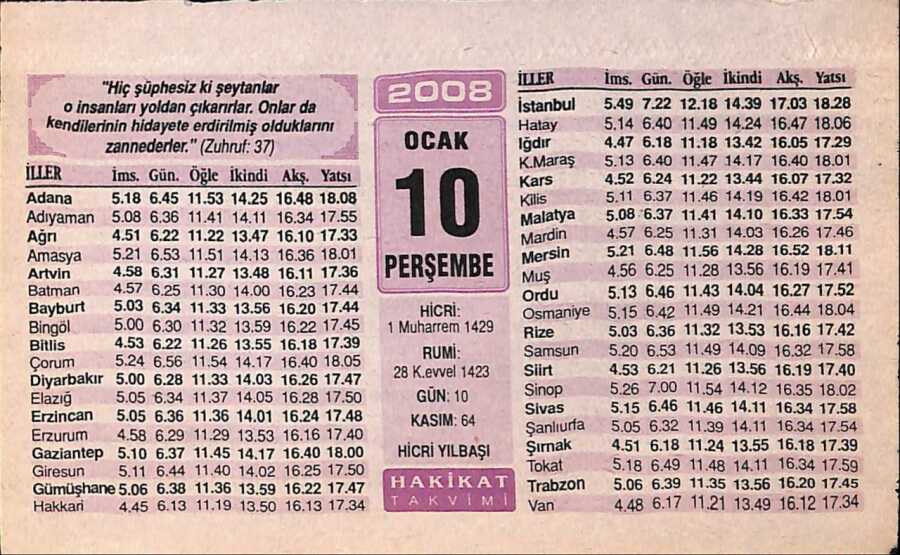 "Hiç şüphesiz ki şeytanlar
o insanları yoldan çıkarırlar. Onlar da
kendilerinin hidayete erdirilmiş olduklarını
zannederler." (Zuhruf: 37)
İLLER İms. Gün. Öğle İkindi Akş. Yatsı
Adana 5.18 6.45 11.53 14.25 16.48 18.08
Adıyaman 5.08 6.36 11.41 14.11 16.34 17.55
Ağrı 4.51 6.22 11.22 13.47 16.10 17.33
Amasya 5.21 6.53 11.51 14.13 16.36 18.01
Artvin 4.58 6.31 11.27 13.48 16.11 17.36
Batman 4.57 6.25 11.30 14.00 16.23 17.44
Bayburt 5.03 6.34 11.33 13.56 16.20 17.44
Bingöl 5.00 6.30 11.32 13.59 16.22 17.45
Bitlis 4.53 6.22 11.26 13.55 16.18 17.39
Çorum 5.24 6.56 11.54 14.17 16.40 18.05
Diyarbakır 5.00 6.28 11.33 14.03 16.26 17.47
Elazığ 5.05 6.34 11.37 14.05 16.28 17.50
Erzincan 5.05 6.36 11.36 14.01 16.24 17.48
Erzurum 4.58 6.29 11.29 13.53 16.16 17.40
Gaziantep 5.10 6.37 11.45 14.17 16.40 18.00
Giresun 5.11 6.44 11.40 14.02 16.25 17.50
Gümüşhane 5.06 6.38 11.36 13.59 16.22 17.47
Hakkari 4.45 6.13 11.19 13.50 16.13 17.34
2008
OCAK
10
PERŞEMBE
HİCRİ:
1 Muharrem 1429
RUMİ:
28 K.evvel 1423
GÜN: 10
KASIM: 64
HİCRİ YILBAŞI
HAKİKAT
TAKVİMİ
İLLER İms. Gün. Öğle İkindi Akş. Yatsı
İstanbul 5.49 7.22 12.18 14.39 17.03 18.28
Hatay 5.14 6.40 11.49 14.24 16.47 18.06
Iğdır 4.47 6.18 11.18 13.42 16.05 17.29
K.Maraş 5.13 6.40 11.47 14.17 16.40 18.01
Kars 4.52 6.24 11.22 13.44 16.07 17.32
Kilis 5.11 6.37 11.46 14.19 16.42 18.01
Malatya 5.08 6.37 11.41 14.10 16.33 17.54
Mardin 4.57 6.25 11.31 14.03 16.26 17.46
Mersin 5.21 6.48 11.56 14.28 16.52 18.11
Muş 4.56 6.25 11.28 13.56 16.19 17.41
Ordu 5.13 6.46 11.43 14.04 16.27 17.52
Osmaniye 5.15 6.42 11.49 14.21 16.44 18.04
Rize 5.03 6.36 11.32 13.53 16.16 17.42
Samsun 5.20 6.53 11.49 14.09 16.32 17.58
Siirt 4.53 6.21 11.26 13.56 16.19 17.40
Sinop 5.26 7.00 11.54 14.12 16.35 18.02
Sivas 5.15 6.46 11.46 14.11 16.34 17.58
Şanlıurfa 5.05 6.32 11.39 14.11 16.34 17.54
Şırnak 4.51 6.18 11.24 13.55 16.18 17.39
Tokat 5.18 6.49 11.48 14.11 16.34 17.59
Trabzon 5.06 6.39 11.35 13.56 16.20 17.45
Van 4.48 6.17 11.21 13.49 16.12 17.34